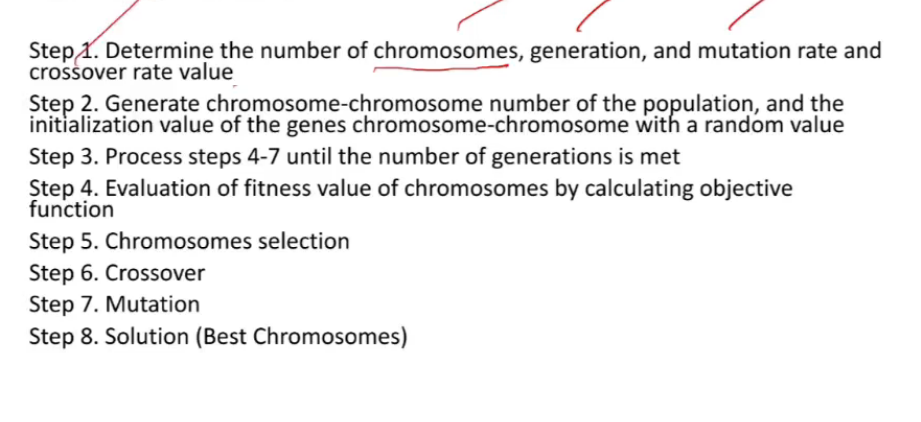 Step 1. Determine the number of chromosomes, generation, and mutation rate and
crossover rate value
Step 2. Generate chromosome-chromosome number of the population, and the
initialization value of the genes chromosome-chromosome with a random value
Step 3. Process steps 4-7 until the number of generations is met
Step 4. Evaluation of fitness value of chromosomes by calculating objective
function
Step 5. Chromosomes selection
Step 6. Crossover
Step 7. Mutation
Step 8. Solution (Best Chromosomes)